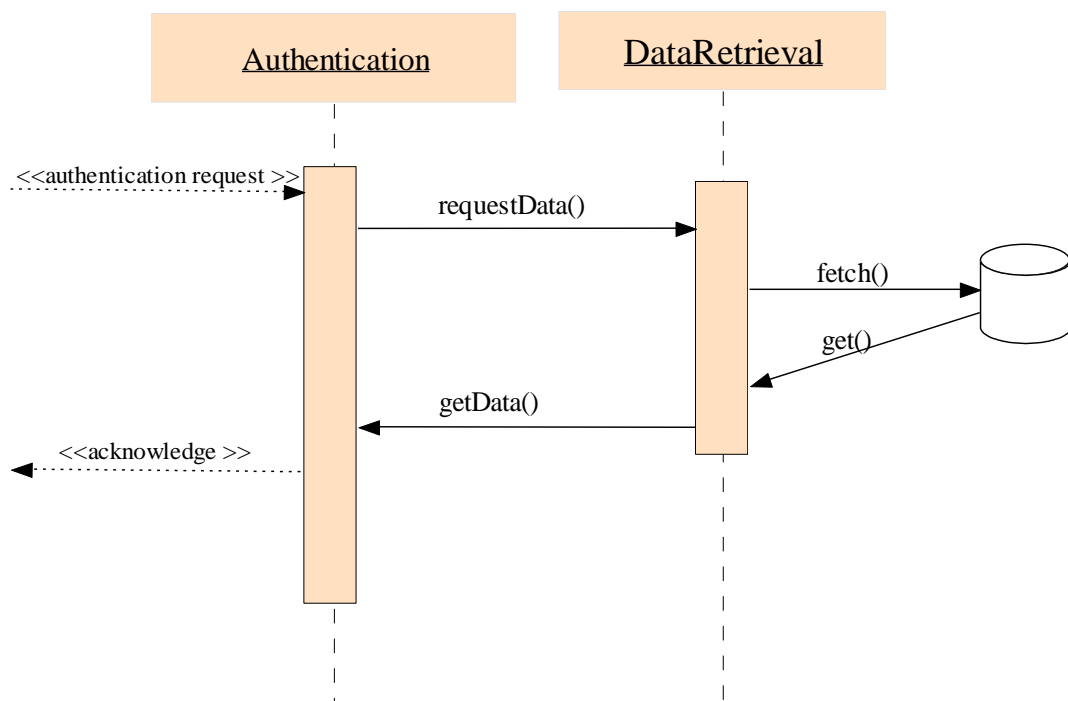 Authentication
DataRetrieval
<<authentication request >>
requestData()
fetch()
get()
getData()
<<acknowledge >>